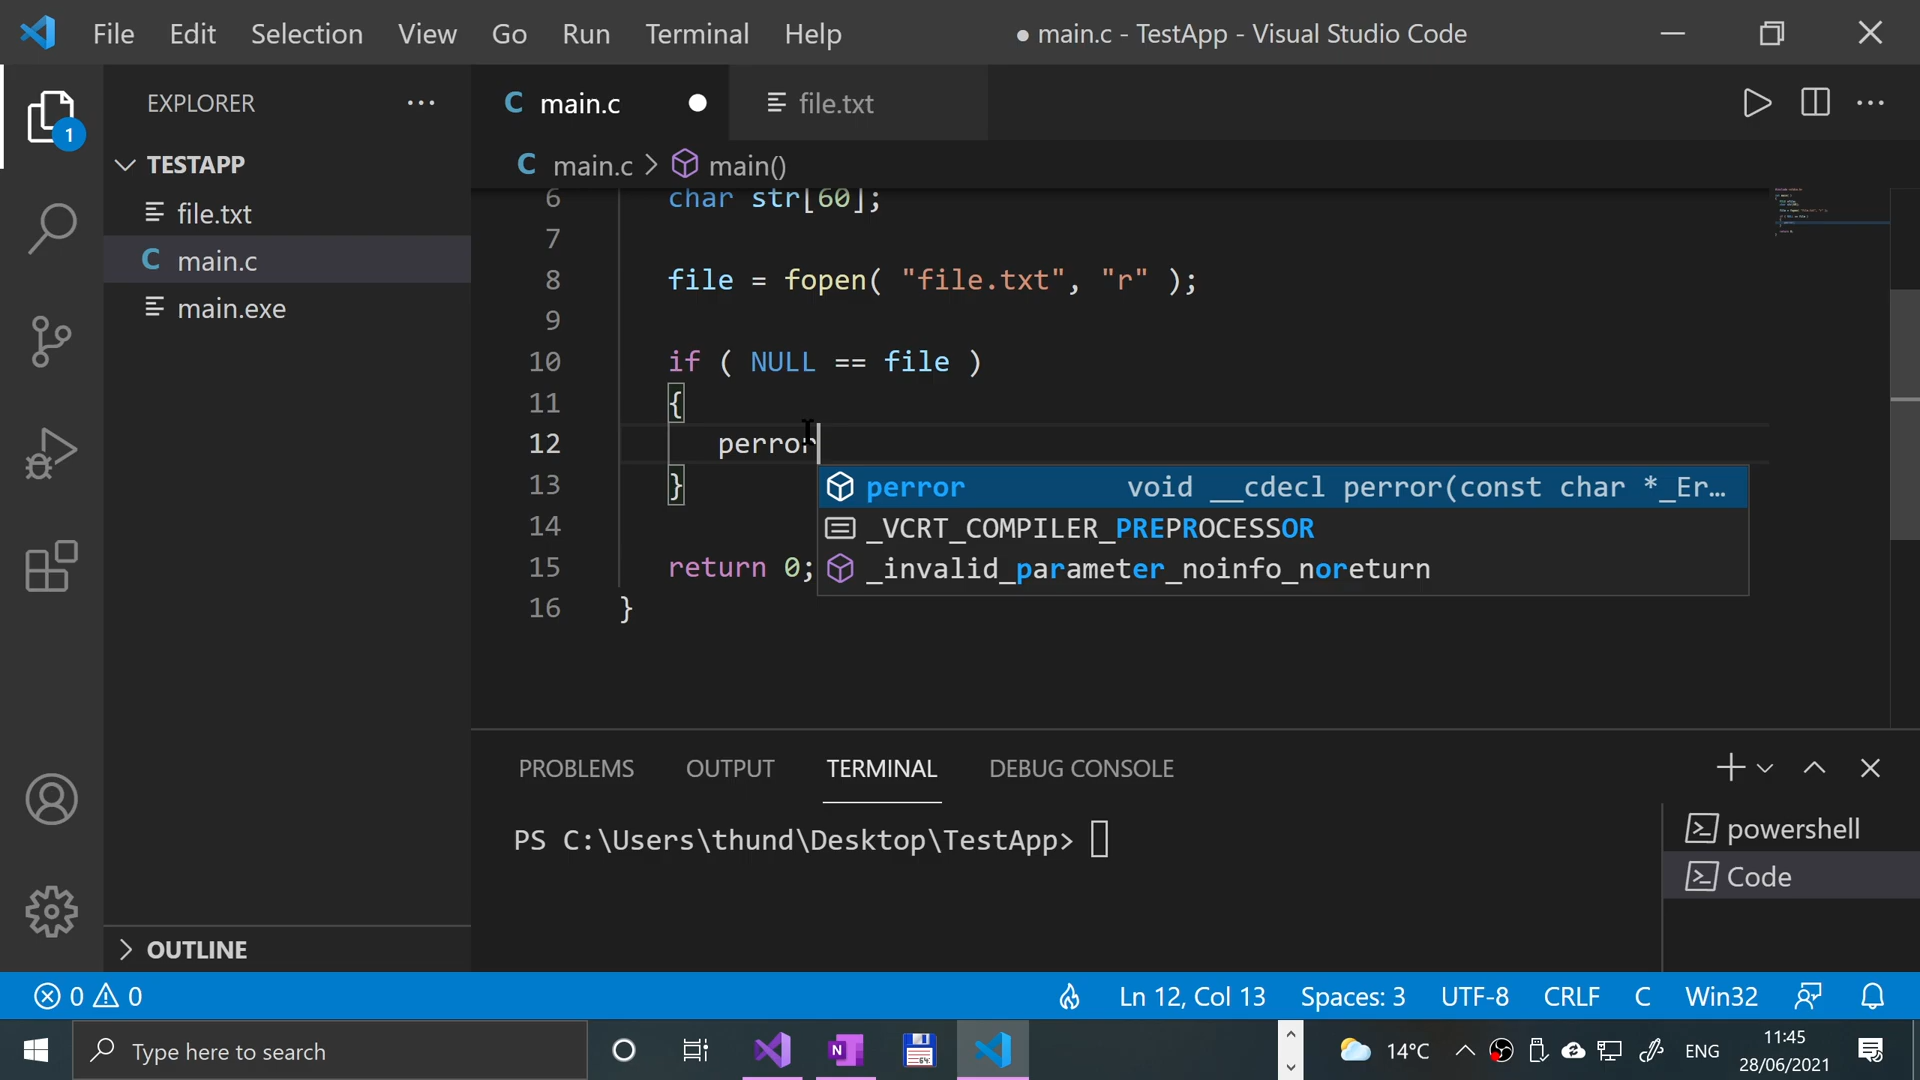 File Edit Selection View Go Run Terminal Help
● main.c - TestApp - Visual Studio Code
EXPLORER ...
C main.c ●
file.txt
TESTAPP
file.txt
C main.c
main.exe
1
C main.c > main()
6 char str[60];
7
8 file = fopen( "file.txt", "r" );
9
10 if ( NULL == file )
11 {
12 perror
13 }
14
15 return 0;
16 }
perror void __cdecl perror(const char *_Er...
_VCRT_COMPILER_PREPROCESSOR
_invalid_parameter_noinfo_noreturn
PROBLEMS OUTPUT TERMINAL DEBUG CONSOLE
PS C:\Users\thund\Desktop\TestApp>
powershell
Code
OUTLINE
0 0
Ln 12, Col 13 Spaces: 3 UTF-8 CRLF C Win32
Type here to search
N
64
14°C
ENG
11:45
28/06/2021